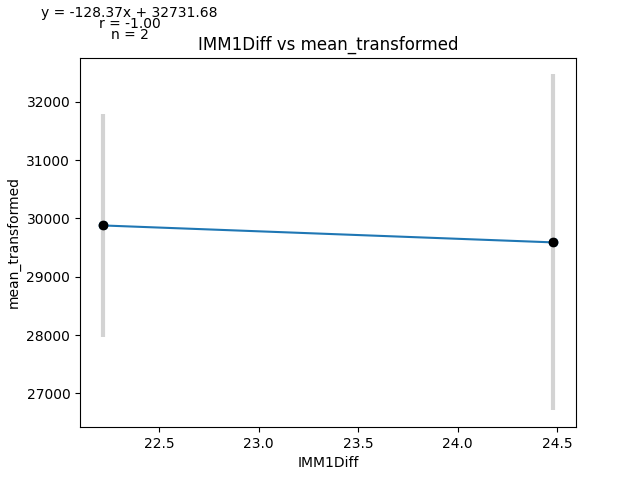 y = -128.37x + 32731.68
r = -1.00
n = 2
IMM1Diff vs mean_transformed
32000
31000
30000
29000
28000
27000
mean_transformed
22.5 23.0 23.5 24.0 24.5
IMM1Diff